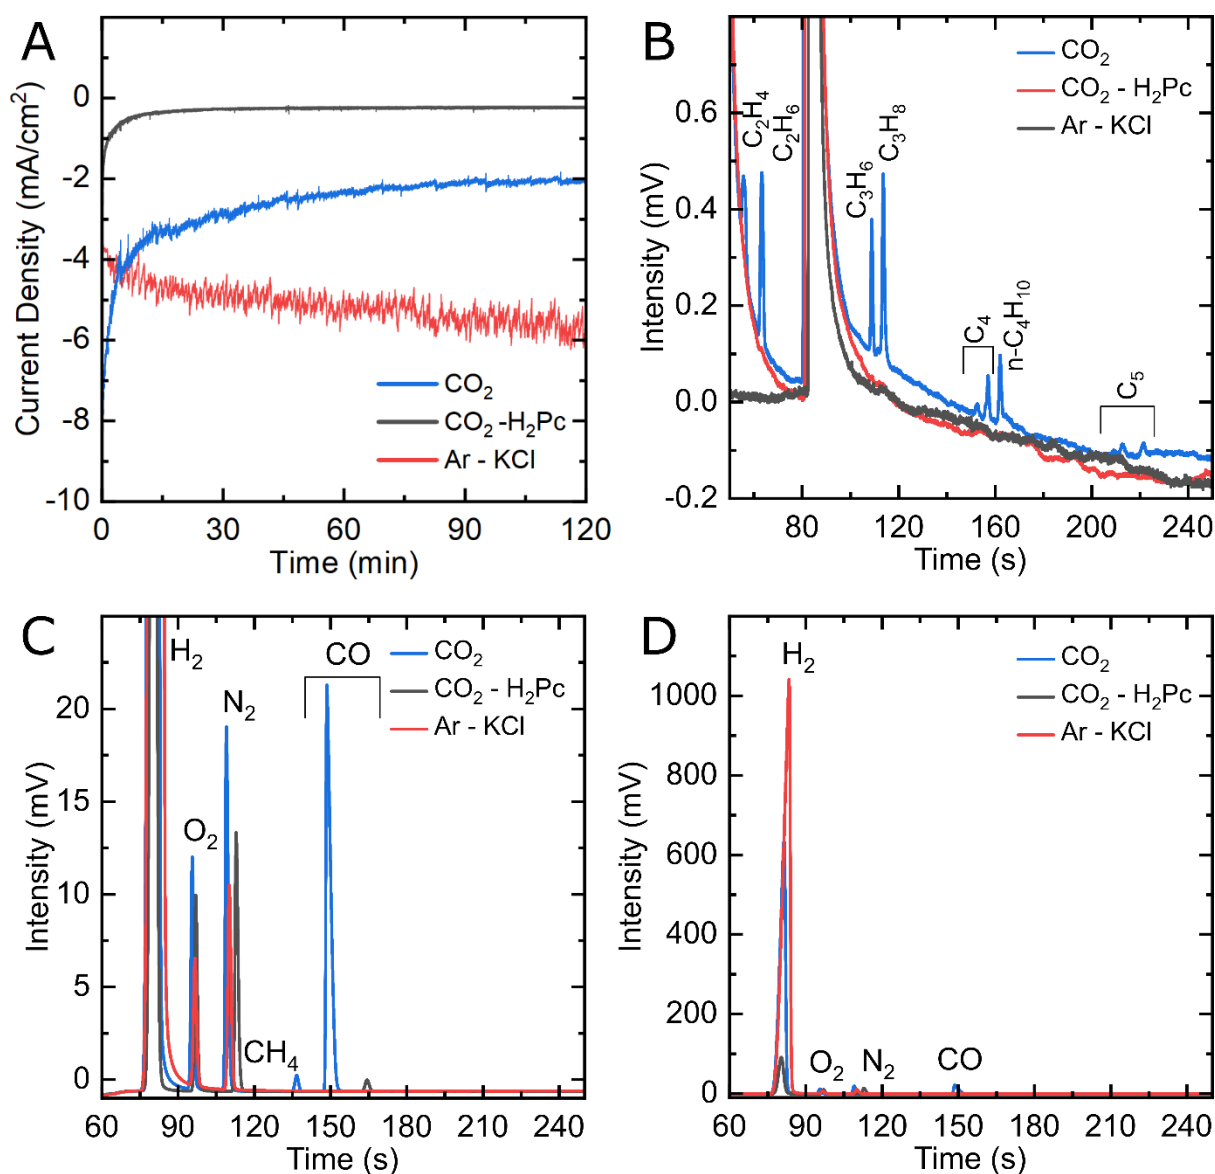 A
Current Density (mA/cm²)
0
-2
-4
-6
-8
-10
0 30 60 90 120
Time (min)
CO₂
CO₂ -H₂Pc
Ar - KCl
B
Intensity (mV)
0.6
0.4
0.2
0.0
-0.2
80 120 160 200 240
Time (s)
CO₂
CO₂ - H₂Pc
Ar - KCl
C₂H₄
C₂H₆
C₃H₆
C₃H₈
C₄
n-C₄H₁₀
C₅
C
Intensity (mV)
20
15
10
5
0
60 90 120 150 180 210 240
Time (s)
H₂
O₂
N₂
CH₄
CO
CO₂
CO₂ - H₂Pc
Ar - KCl
D
Intensity (mV)
1000
800
600
400
200
0
60 90 120 150 180 210 240
Time (s)
H₂
O₂
N₂
CO
CO₂
CO₂ - H₂Pc
Ar - KCl